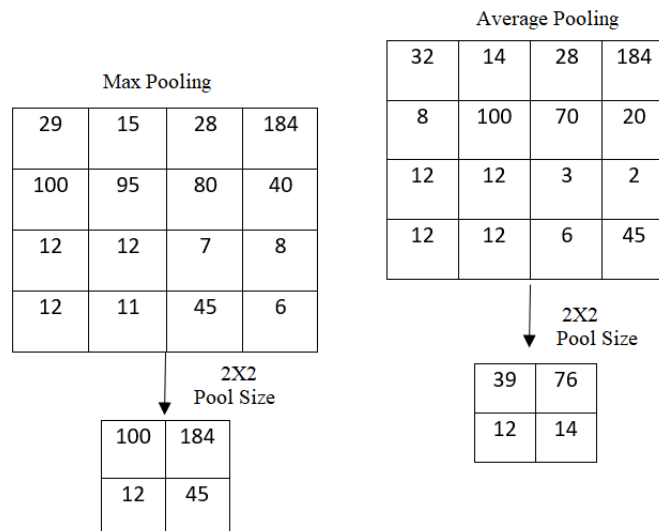 Max Pooling
29 15 28 184
100 95 80 40
12 12 7 8
12 11 45 6
2X2
Pool Size
100 184
12 45
Average Pooling
32 14 28 184
8 100 70 20
12 12 3 2
12 12 6 45
2X2
Pool Size
39 76
12 14